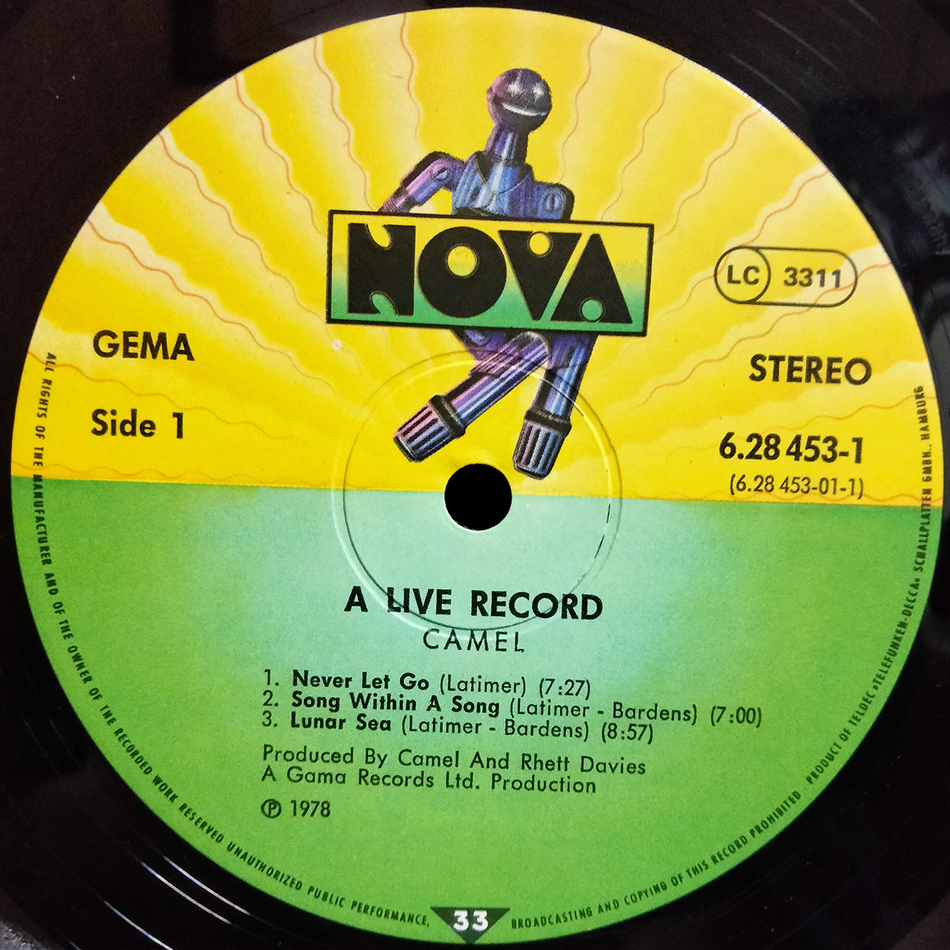 NOVA
LC 3311
GEMA
STEREO
Side 1
6.28 453-1
(6.28 453-01-1)
A LIVE RECORD
CAMEL
1. Never Let Go (Latimer) (7:27)
2. Song Within A Song (Latimer - Bardens) (7:00)
3. Lunar Sea (Latimer - Bardens) (8:57)
Produced By Camel And Rhett Davies
A Gama Records Ltd. Production
Ⓟ 1978
ALL RIGHTS OF THE MANUFACTURER AND OF THE OWNER OF THE RECORDED WORK RESERVED UNAUTHORIZED PUBLIC PERFORMANCE, BROADCASTING AND COPYING OF THIS RECORD PROHIBITED · PRODUCT OF TELDEC »TELEFUNKEN-DECCA« SCHALLPLATTEN GMBH., HAMBURG
33